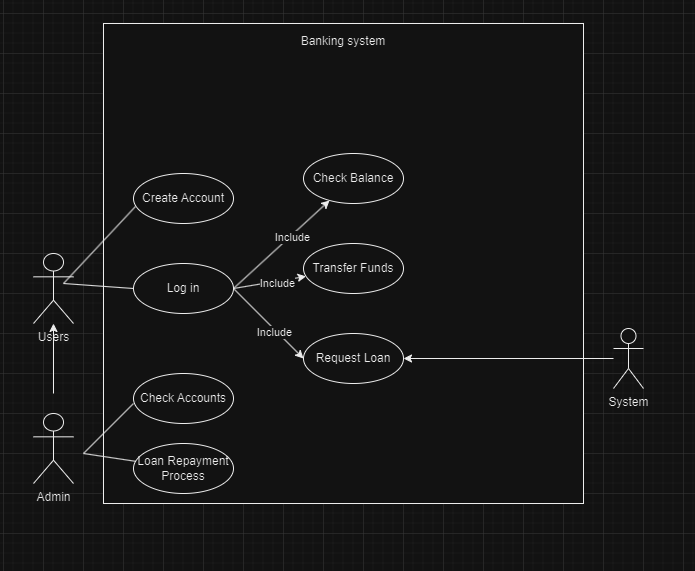 Banking system
Check Balance
Create Account
Include
Transfer Funds
Include
Log in
Users
Include
Request Loan
System
Check Accounts
Loan Repayment
Process
Admin